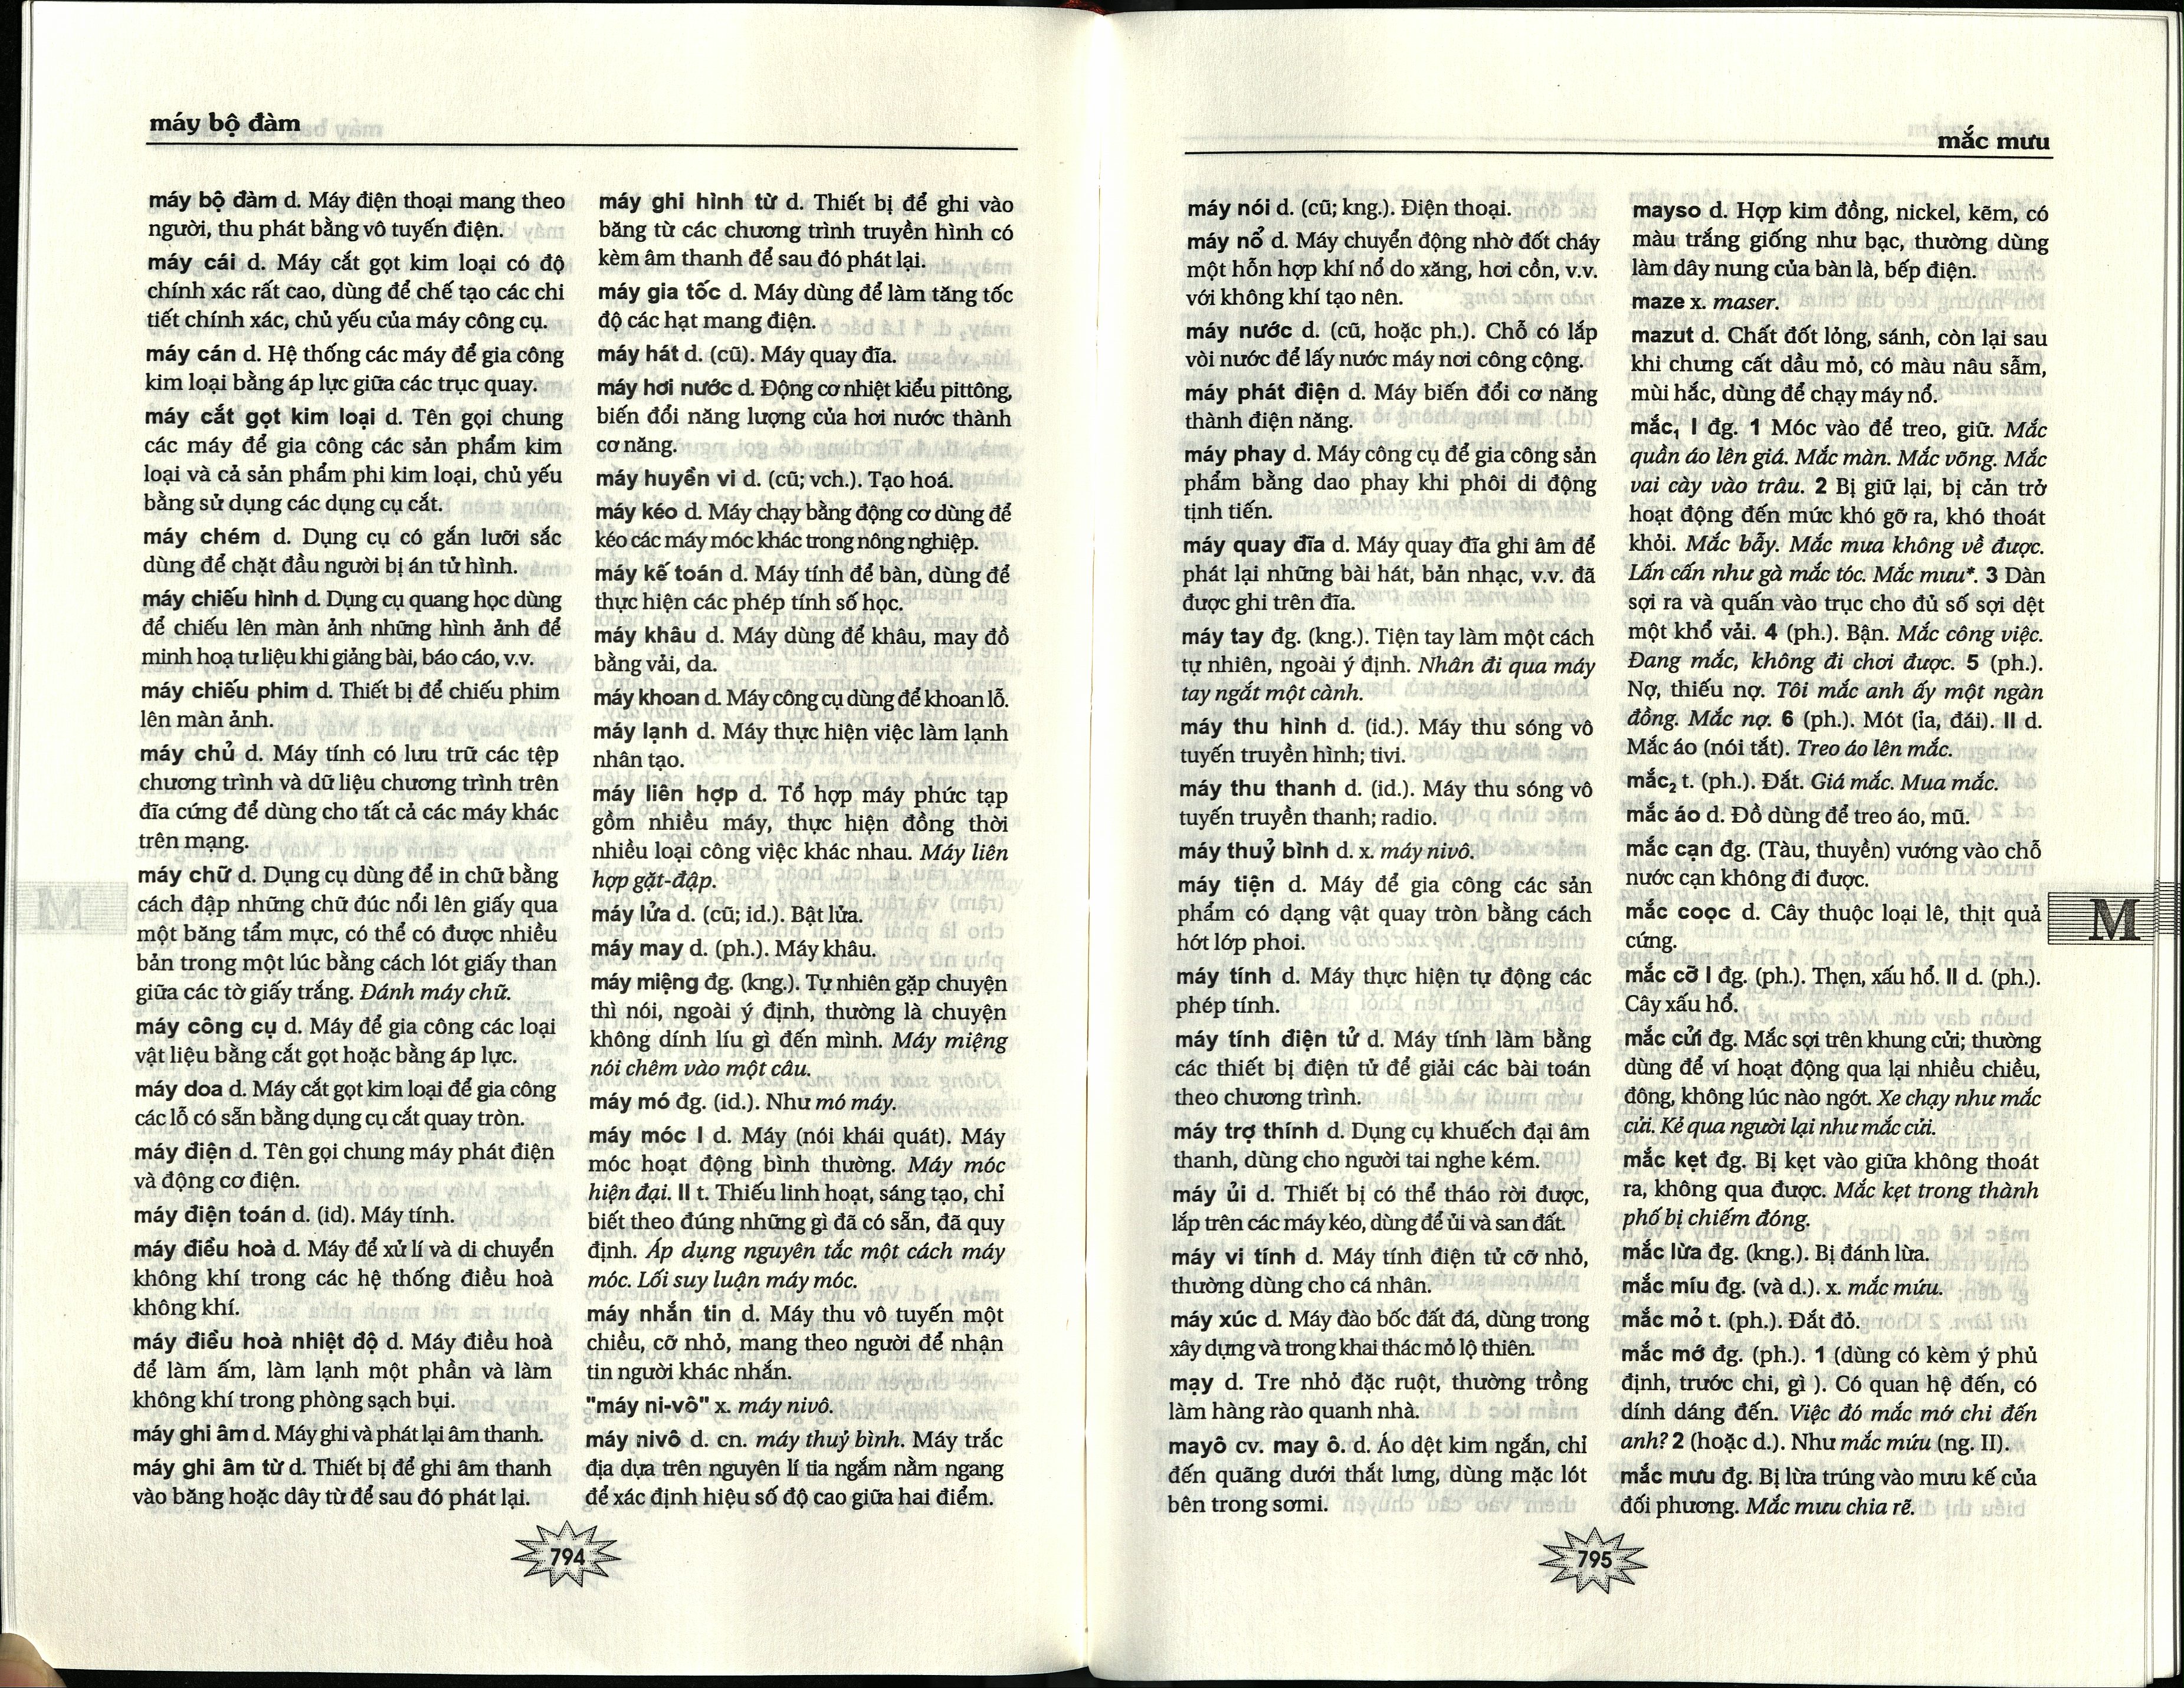 máy bộ đàm
máy bộ đàm d. Máy điện thoại mang theo
người, thu phát bằng vô tuyến điện.
máy cái d. Máy cắt gọt kim loại có độ
chính xác rất cao, dùng để chế tạo các chi
tiết chính xác, chủ yếu của máy công cụ.
máy cán d. Hệ thống các máy để gia công
kim loại bằng áp lực giữa các trục quay.
máy cắt gọt kim loại d. Tên gọi chung
các máy để gia công các sản phẩm kim
loại và cả sản phẩm phi kim loại, chủ yếu
bằng sử dụng các dụng cụ cắt.
máy chém d. Dụng cụ có gắn lưỡi sắc
dùng để chặt đầu người bị án tử hình.
máy chiếu hình d. Dụng cụ quang học dùng
để chiếu lên màn ảnh những hình ảnh để
minh hoạ tư liệu khi giảng bài, báo cáo, v.v.
máy chiếu phim d. Thiết bị để chiếu phim
lên màn ảnh.
máy chủ d. Máy tính có lưu trữ các tệp
chương trình và dữ liệu chương trình trên
đĩa cứng để dùng cho tất cả các máy khác
trên mạng.
máy chữ d. Dụng cụ dùng để in chữ bằng
cách đập những chữ đúc nổi lên giấy qua
một băng tẩm mực, có thể có được nhiều
bản trong một lúc bằng cách lót giấy than
giữa các tờ giấy trắng. Đánh máy chữ.
máy công cụ d. Máy để gia công các loại
vật liệu bằng cắt gọt hoặc bằng áp lực.
máy doa d. Máy cắt gọt kim loại để gia công
các lỗ có sẵn bằng dụng cụ cắt quay tròn.
máy điện d. Tên gọi chung máy phát điện
và động cơ điện.
máy điện toán d. (id). Máy tính.
máy điều hoà d. Máy để xử lí và di chuyển
không khí trong các hệ thống điều hoà
không khí.
máy điều hoà nhiệt độ d. Máy điều hoà
để làm ấm, làm lạnh một phần và làm
không khí trong phòng sạch bụi.
máy ghi âm d. Máy ghi và phát lại âm thanh.
máy ghi âm từ d. Thiết bị để ghi âm thanh
vào băng hoặc dây từ để sau đó phát lại.
máy ghi hình từ d. Thiết bị để ghi vào
băng từ các chương trình truyền hình có
kèm âm thanh để sau đó phát lại.
máy gia tốc d. Máy dùng để làm tăng tốc
độ các hạt mang điện.
máy hát d. (cũ). Máy quay đĩa.
máy hơi nước d. Động cơ nhiệt kiểu pittông,
biến đổi năng lượng của hơi nước thành
cơ năng.
máy huyền vi d. (cũ; vch.). Tạo hoá.
máy kéo d. Máy chạy bằng động cơ dùng để
kéo các máy móc khác trong nông nghiệp.
máy kế toán d. Máy tính để bàn, dùng để
thực hiện các phép tính số học.
máy khâu d. Máy dùng để khâu, may đồ
bằng vải, da.
máy khoan d. Máy công cụ dùng để khoan lỗ.
máy lạnh d. Máy thực hiện việc làm lạnh
nhân tạo.
máy liên hợp d. Tổ hợp máy phức tạp
gồm nhiều máy, thực hiện đồng thời
nhiều loại công việc khác nhau. Máy liên
hợp gặt-đập.
máy lửa d. (cũ; id.). Bật lửa.
máy may d. (ph.). Máy khâu.
máy miệng đg. (kng.). Tự nhiên gặp chuyện
thì nói, ngoài ý định, thường là chuyện
không dính líu gì đến mình. Máy miệng
nói chêm vào một câu.
máy mó đg. (id.). Như mó máy.
máy móc I d. Máy (nói khái quát). Máy
móc hoạt động bình thường. Máy móc
hiện đại. II t. Thiếu linh hoạt, sáng tạo, chỉ
biết theo đúng những gì đã có sẵn, đã quy
định. Áp dụng nguyên tắc một cách máy
móc. Lối suy luận máy móc.
máy nhắn tin d. Máy thu vô tuyến một
chiều, cỡ nhỏ, mang theo người để nhận
tin người khác nhắn.
"máy ni-vô" x. máy nivô.
máy nivô d. cn. máy thuỷ bình. Máy trắc
địa dựa trên nguyên lí tia ngắm nằm ngang
để xác định hiệu số độ cao giữa hai điểm.
794
mắc mưu
máy nói d. (cũ; kng.). Điện thoại.
máy nổ d. Máy chuyển động nhờ đốt cháy
một hỗn hợp khí nổ do xăng, hơi cồn, v.v.
với không khí tạo nên.
máy nước d. (cũ, hoặc ph.). Chỗ có lắp
vòi nước để lấy nước máy nơi công cộng.
máy phát điện d. Máy biến đổi cơ năng
thành điện năng.
máy phay d. Máy công cụ để gia công sản
phẩm bằng dao phay khi phôi di động
tịnh tiến.
máy quay đĩa d. Máy quay đĩa ghi âm để
phát lại những bài hát, bản nhạc, v.v. đã
được ghi trên đĩa.
máy tay đg. (kng.). Tiện tay làm một cách
tự nhiên, ngoài ý định. Nhân đi qua máy
tay ngắt một cành.
máy thu hình d. (id.). Máy thu sóng vô
tuyến truyền hình; tivi.
máy thu thanh d. (id.). Máy thu sóng vô
tuyến truyền thanh; radio.
máy thuỷ bình d. x. máy nivô.
máy tiện d. Máy để gia công các sản
phẩm có dạng vật quay tròn bằng cách
hớt lớp phoi.
máy tính d. Máy thực hiện tự động các
phép tính.
máy tính điện tử d. Máy tính làm bằng
các thiết bị điện tử để giải các bài toán
theo chương trình.
máy trợ thính d. Dụng cụ khuếch đại âm
thanh, dùng cho người tai nghe kém.
máy ủi d. Thiết bị có thể tháo rời được,
lắp trên các máy kéo, dùng để ủi và san đất.
máy vi tính d. Máy tính điện tử cỡ nhỏ,
thường dùng cho cá nhân.
máy xúc d. Máy đào bốc đất đá, dùng trong
xây dựng và trong khai thác mỏ lộ thiên.
mạy d. Tre nhỏ đặc ruột, thường trồng
làm hàng rào quanh nhà.
mayô cv. may ô. d. Áo dệt kim ngắn, chỉ
đến quãng dưới thắt lưng, dùng mặc lót
bên trong sơmi.
mayso d. Hợp kim đồng, nickel, kẽm, có
màu trắng giống như bạc, thường dùng
làm dây nung của bàn là, bếp điện.
maze x. maser.
mazut d. Chất đốt lỏng, sánh, còn lại sau
khi chưng cất dầu mỏ, có màu nâu sẫm,
mùi hắc, dùng để chạy máy nổ.
mắc₁ I đg. 1 Móc vào để treo, giữ. Mắc
quần áo lên giá. Mắc màn. Mắc võng. Mắc
vai cày vào trâu. 2 Bị giữ lại, bị cản trở
hoạt động đến mức khó gỡ ra, khó thoát
khỏi. Mắc bẫy. Mắc mưa không về được.
Lấn cấn như gà mắc tóc. Mắc mưu*. 3 Dàn
sợi ra và quấn vào trục cho đủ số sợi dệt
một khổ vải. 4 (ph.). Bận. Mắc công việc.
Đang mắc, không đi chơi được. 5 (ph.).
Nợ, thiếu nợ. Tôi mắc anh ấy một ngàn
đồng. Mắc nợ. 6 (ph.). Mót (ỉa, đái). II d.
Mắc áo (nói tắt). Treo áo lên mắc.
mắc₂ t. (ph.). Đắt. Giá mắc. Mua mắc.
mắc áo d. Đồ dùng để treo áo, mũ.
mắc cạn đg. (Tàu, thuyền) vướng vào chỗ
nước cạn không đi được.
mắc coọc d. Cây thuộc loại lê, thịt quả
cứng.
mắc cỡ I đg. (ph.). Thẹn, xấu hổ. II d. (ph.).
Cây xấu hổ.
mắc cửi đg. Mắc sợi trên khung cửi; thường
dùng để ví hoạt động qua lại nhiều chiều,
đông, không lúc nào ngớt. Xe chạy như mắc
cửi. Kẻ qua người lại như mắc cửi.
mắc kẹt đg. Bị kẹt vào giữa không thoát
ra, không qua được. Mắc kẹt trong thành
phố bị chiếm đóng.
mắc lừa đg. (kng.). Bị đánh lừa.
mắc míu đg. (và d.). x. mắc mứu.
mắc mỏ t. (ph.). Đắt đỏ.
mắc mớ đg. (ph.). 1 (dùng có kèm ý phủ
định, trước chi, gì ). Có quan hệ đến, có
dính dáng đến. Việc đó mắc mớ chi đến
anh? 2 (hoặc d.). Như mắc mứu (ng. II).
mắc mưu đg. Bị lừa trúng vào mưu kế của
đối phương. Mắc mưu chia rẽ.
M
795